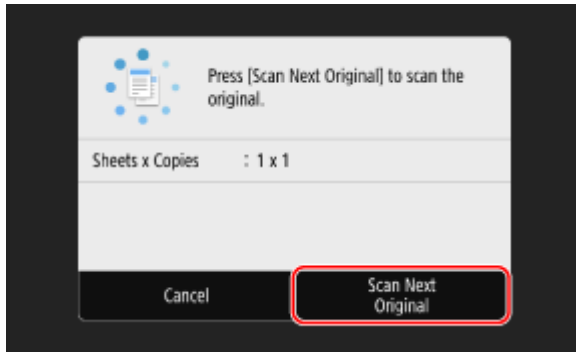 Press [Scan Next Original] to scan the
original.
Sheets x Copies : 1 x 1
Cancel
Scan Next
Original